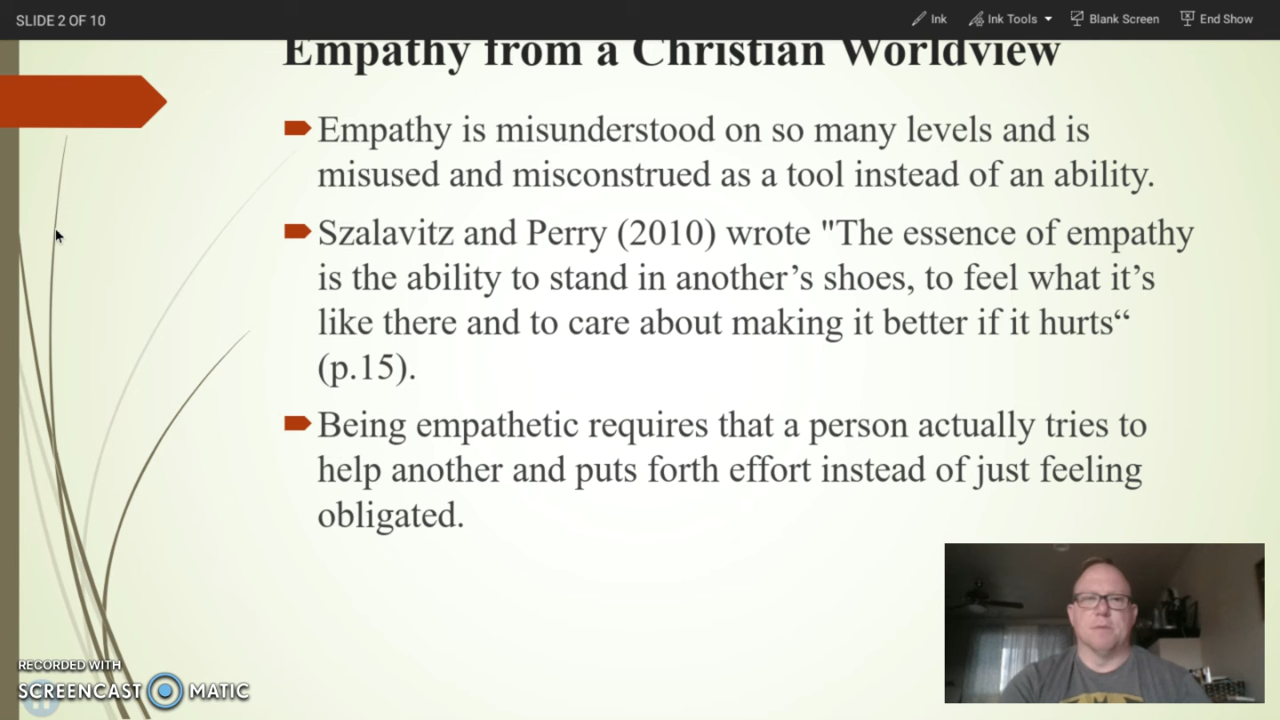 SLIDE 2 OF 10
Ink
Ink Tools
Blank Screen
End Show
Empathy from a Christian Worldview
Empathy is misunderstood on so many levels and is
misused and misconstrued as a tool instead of an ability.
Szalavitz and Perry (2010) wrote "The essence of empathy
is the ability to stand in another’s shoes, to feel what it’s
like there and to care about making it better if it hurts“
(p.15).
Being empathetic requires that a person actually tries to
help another and puts forth effort instead of just feeling
obligated.
RECORDED WITH
SCREENCAST MATIC